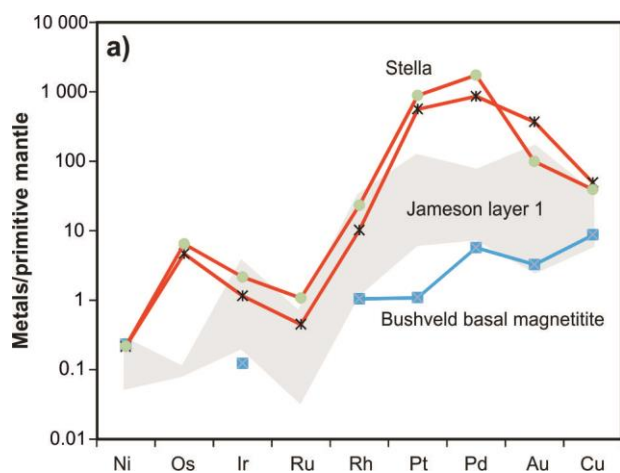 a)
Metals/primitive mantle
10 000
1 000
100
10
1
0.1
0.01
Stella
Jameson layer 1
Bushveld basal magnetitite
Ni Os Ir Ru Rh Pt Pd Au Cu